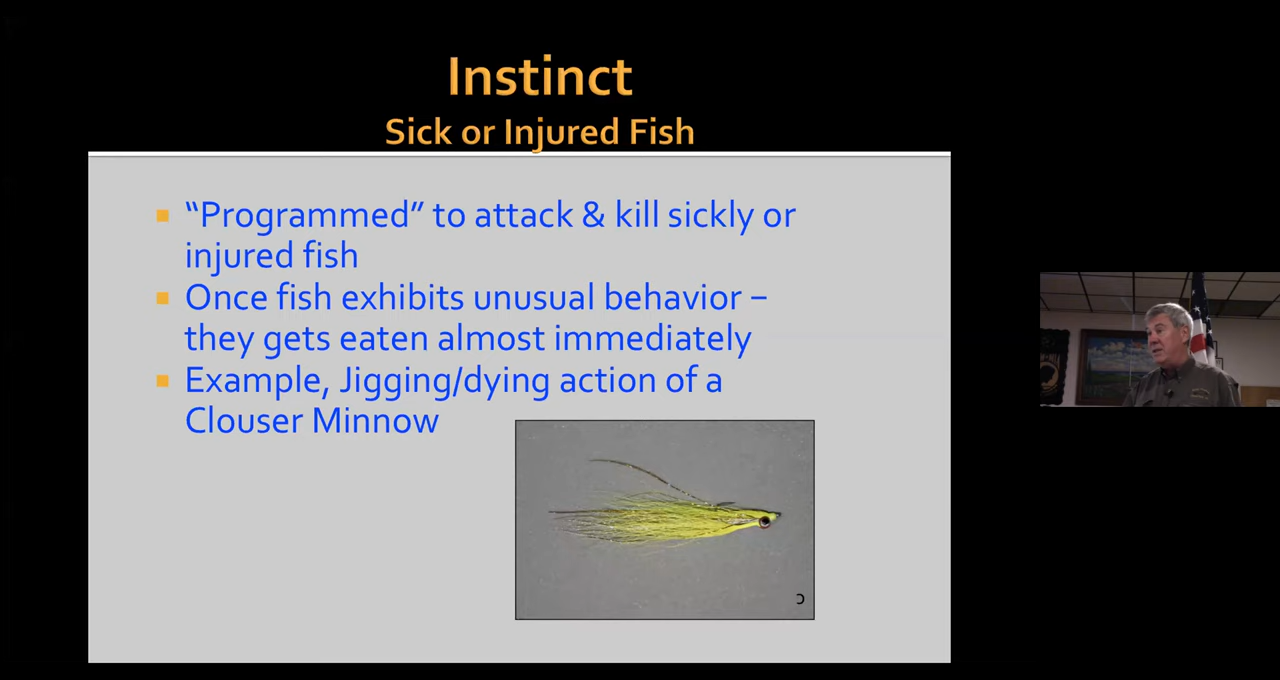 Instinct
Sick or Injured Fish
“Programmed” to attack & kill sickly or
injured fish
Once fish exhibits unusual behavior –
they gets eaten almost immediately
Example, Jigging/dying action of a
Clouser Minnow